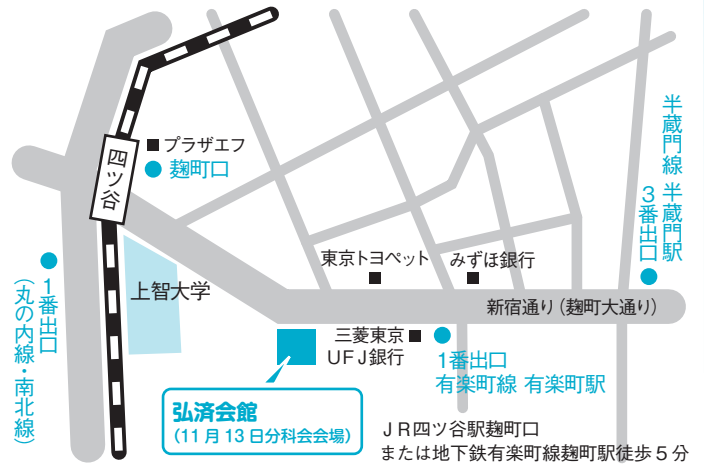 プラザエフ
麹町口
四ツ谷
半蔵門線 半蔵門駅
3番出口
1番出口
(丸の内線・南北線)
上智大学
東京トヨペット
みずほ銀行
新宿通り(麹町大通り)
三菱東京
UFJ銀行
1番出口
有楽町線 有楽町駅
弘済会館
(11月13日分科会会場)
JR四ツ谷駅麹町口
または地下鉄有楽町線麹町駅徒歩5分